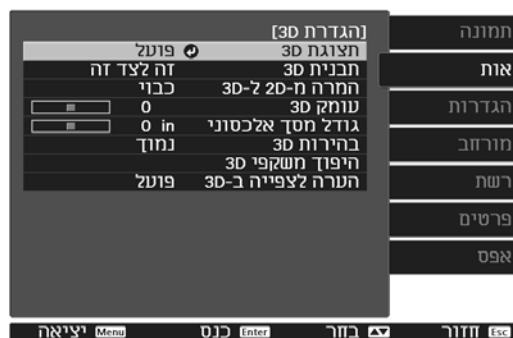 [הגדרת 3D]
תצוגת 3D פועל
תבנית 3D זה לצד זה
המרה מ-2D ל-3D כבוי
עומק 3D 0
גודל מסך אלכסוני 0 in
בהירות 3D נמוך
היפוך משקפי 3D
הערה לצפייה ב-3D פועל
תמונה
אות
הגדרות
מורחב
רשת
פרטים
אפס
Esc חזור בחר Enter כנס Menu יציאה